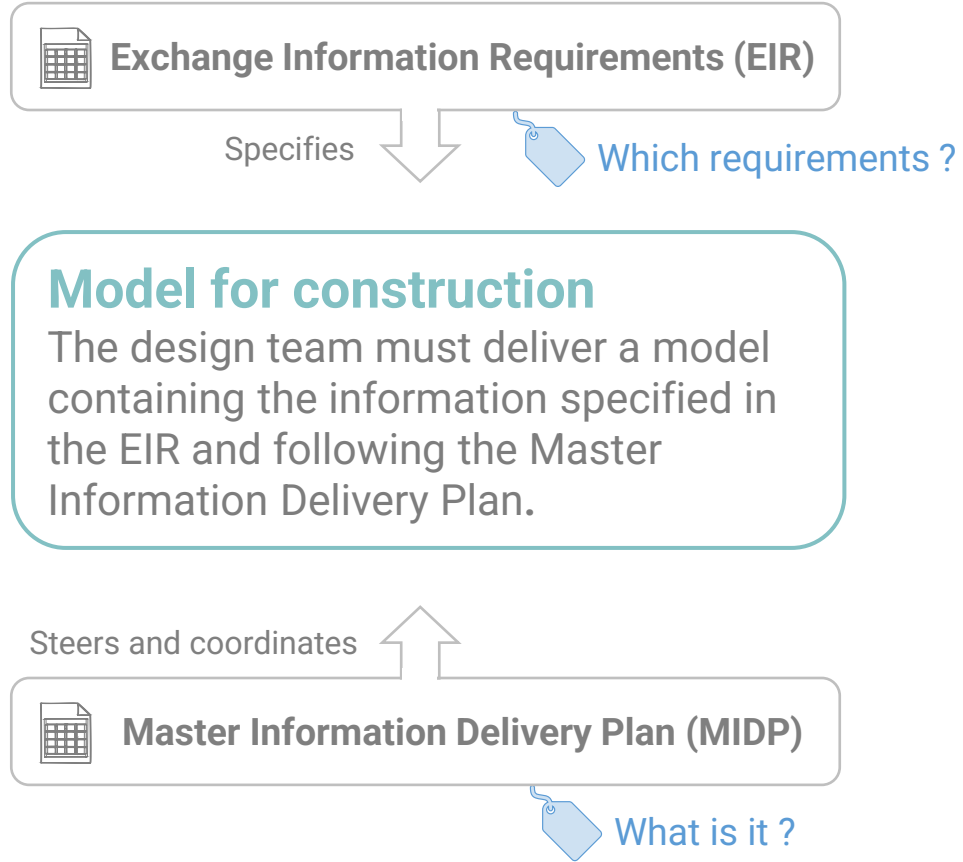 Exchange Information Requirements (EIR)
Specifies
Which requirements ?
Model for construction
The design team must deliver a model
containing the information specified in
the EIR and following the Master
Information Delivery Plan.
Steers and coordinates
Master Information Delivery Plan (MIDP)
What is it ?